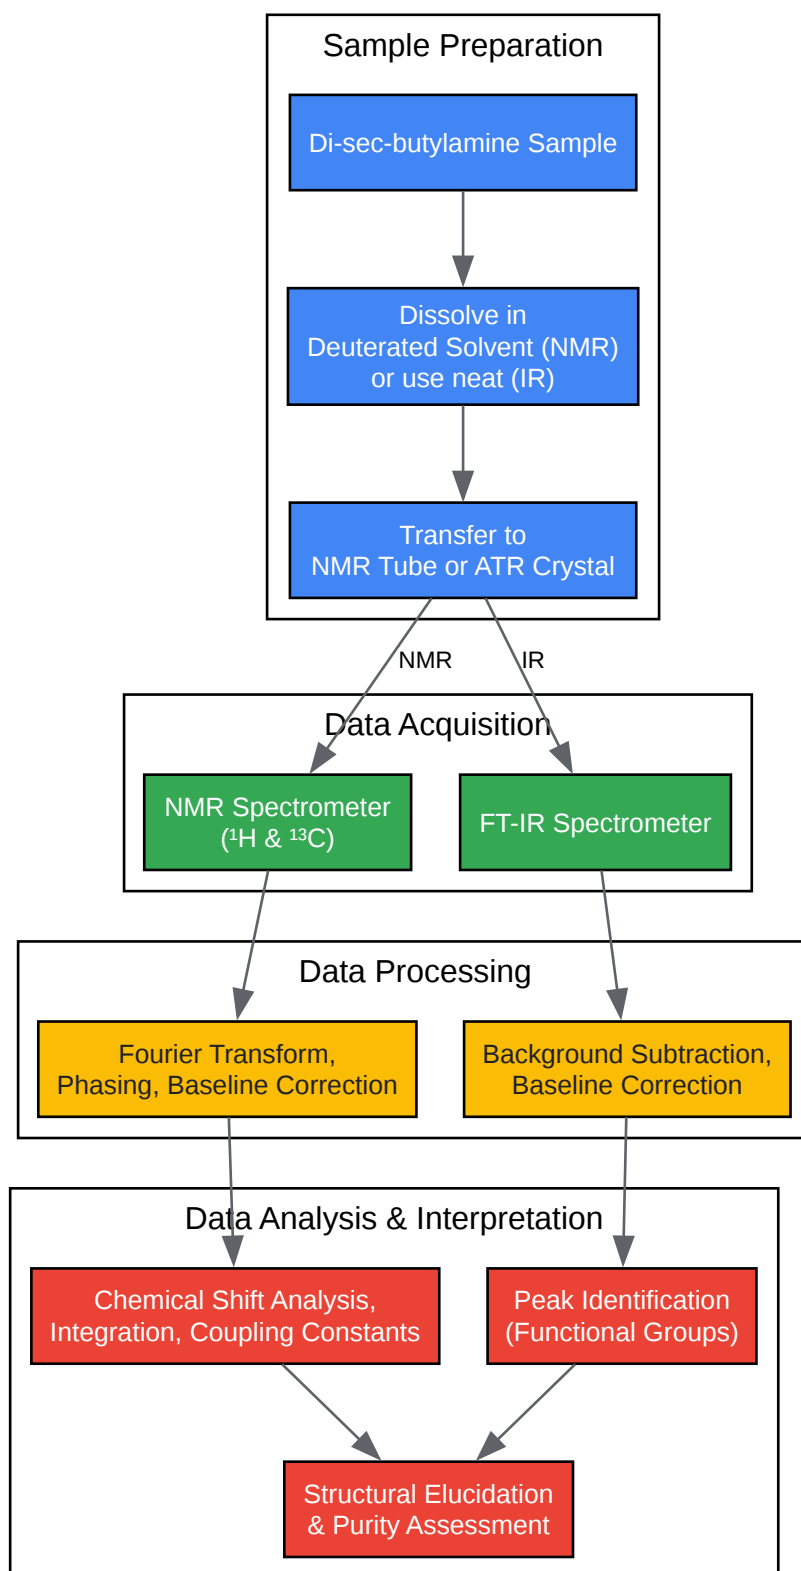 Sample Preparation
Di-sec-butylamine Sample
Dissolve in
Deuterated Solvent (NMR)
or use neat (IR)
Transfer to
NMR Tube or ATR Crystal
NMR
IR
Data Acquisition
NMR Spectrometer
(¹H & ¹³C)
FT-IR Spectrometer
Data Processing
Fourier Transform,
Phasing, Baseline Correction
Background Subtraction,
Baseline Correction
Data Analysis & Interpretation
Chemical Shift Analysis,
Integration, Coupling Constants
Peak Identification
(Functional Groups)
Structural Elucidation
& Purity Assessment